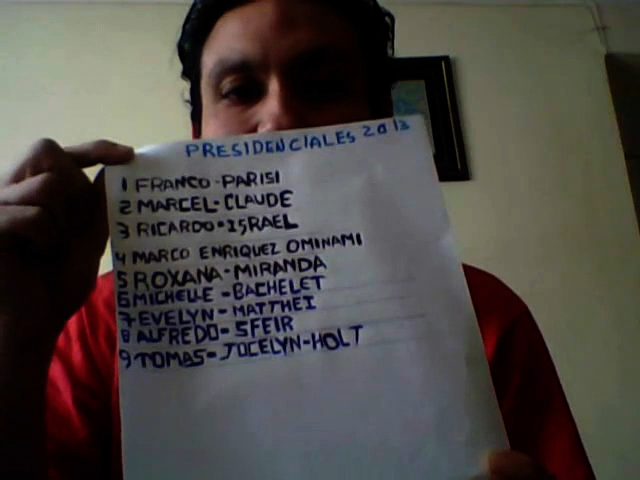 PRESIDENCIALES 2013
1 FRANCO-PARISI
2 MARCEL-CLAUDE
3 RICARDO-ISRAEL
4 MARCO ENRIQUEZ OMINAMI
5 ROXANA-MIRANDA
6 MICHELLE-BACHELET
7 EVELYN-MATTHEI
8 ALFREDO-SFEIR
9 TOMAS-JOCELYN-HOLT